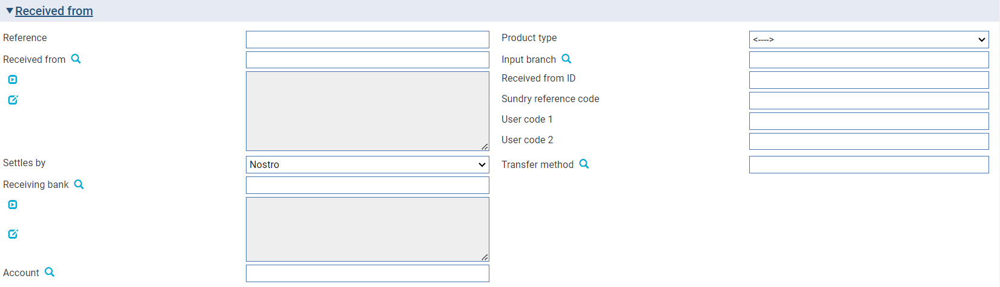 Received from
Reference
Product type
<---->
Received from
Input branch
Received from ID
Sundry reference code
User code 1
User code 2
Settles by
Nostro
Transfer method
Receiving bank
Account